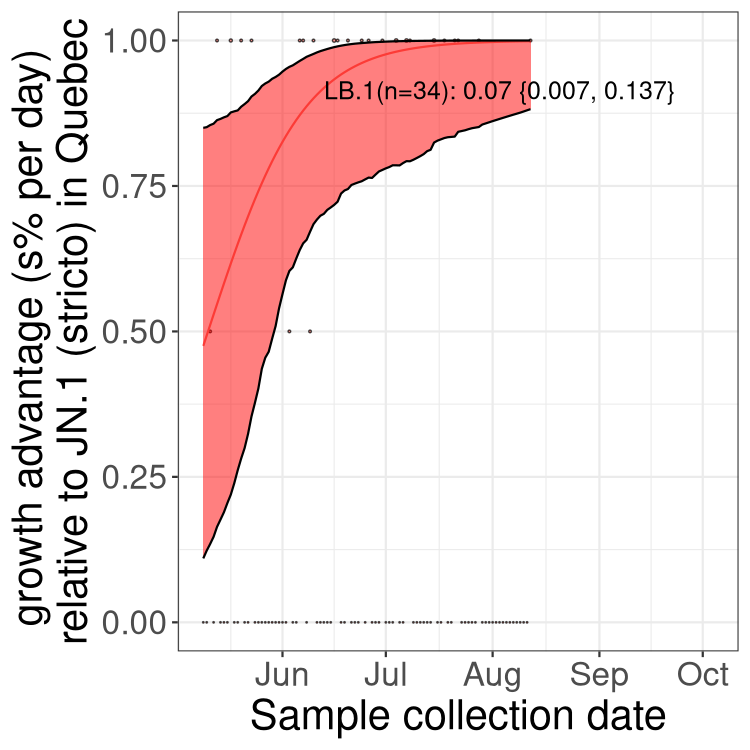 growth advantage (s% per day)
relative to JN.1 (stricto) in Quebec
1.00
0.75
0.50
0.25
0.00
LB.1(n=34): 0.07 {0.007, 0.137}
Jun Jul Aug Sep Oct
Sample collection date